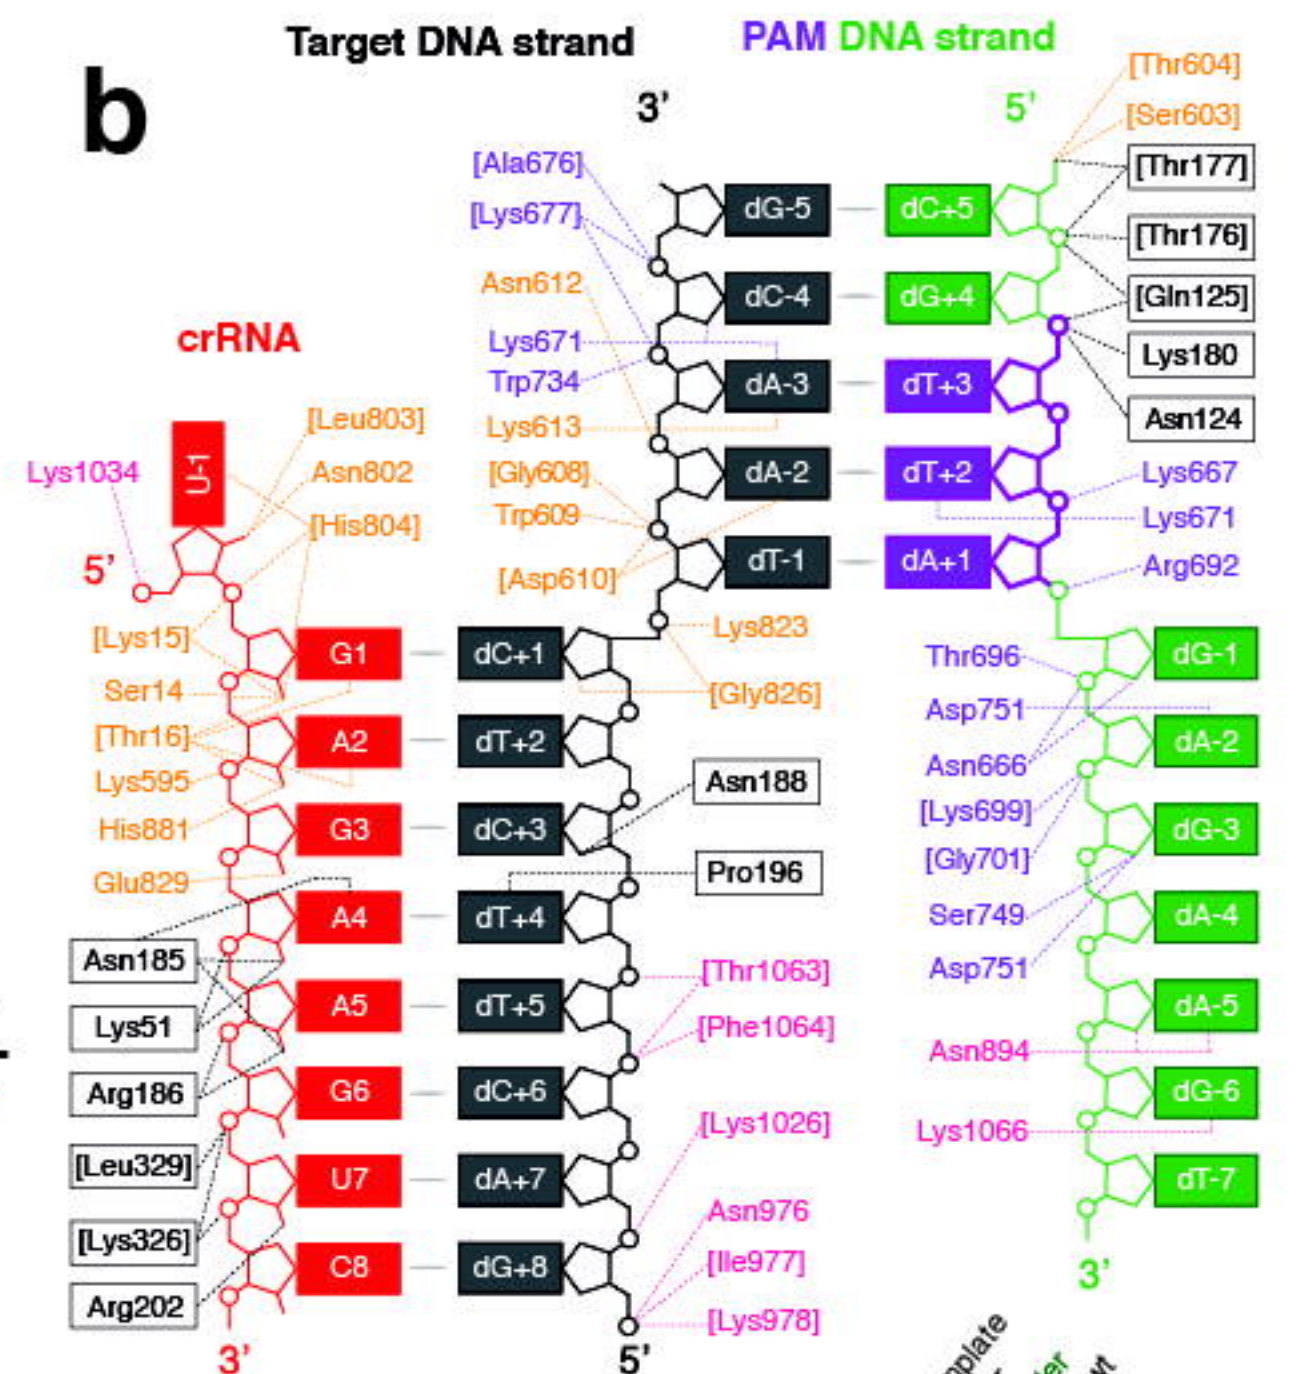 b
Target DNA strand
PAM DNA strand
3’
5’
[Thr604]
[Ser603]
[Thr177]
[Thr176]
[Gln125]
Lys180
Asn124
Lys667
Lys671
Arg692
[Ala676]
[Lys677]
Asn612
Lys671
Trp734
Lys613
[Gly608]
Trp609
[Asp610]
dG-5
dC+5
dC-4
dG+4
dA-3
dT+3
dA-2
dT+2
dT-1
dA+1
crRNA
[Leu803]
Asn802
[His804]
Lys1034
U-1
5’
[Lys15]
Ser14
[Thr16]
Lys595
His881
Glu829
Asn185
Lys51
Arg186
[Leu329]
[Lys326]
Arg202
G1
dC+1
A2
dT+2
G3
dC+3
A4
dT+4
A5
dT+5
G6
dC+6
U7
dA+7
C8
dG+8
3’
5’
Lys823
[Gly826]
Asn188
Pro196
[Thr1063]
[Phe1064]
[Lys1026]
Asn976
[Ile977]
[Lys978]
Thr696
Asp751
Asn666
[Lys699]
[Gly701]
Ser749
Asp751
Asn894
Lys1066
dG-1
dA-2
dG-3
dA-4
dA-5
dG-6
dT-7
3’